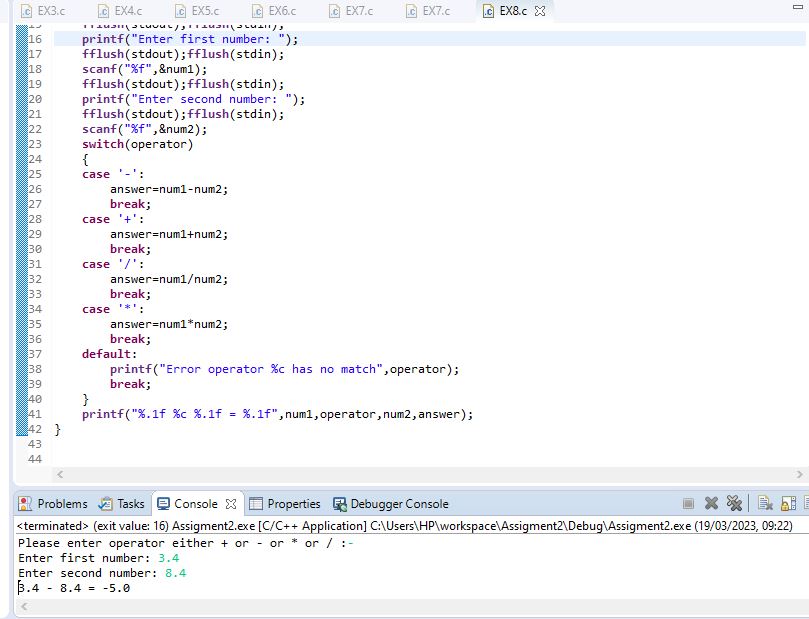 EX3.c EX4.c EX5.c EX6.c EX7.c EX7.c EX8.c
15 fflush(stdout);fflush(stdin);
16 printf("Enter first number: ");
17 fflush(stdout);fflush(stdin);
18 scanf("%f",&num1);
19 fflush(stdout);fflush(stdin);
20 printf("Enter second number: ");
21 fflush(stdout);fflush(stdin);
22 scanf("%f",&num2);
23 switch(operator)
24 {
25 case '-':
26 answer=num1-num2;
27 break;
28 case '+':
29 answer=num1+num2;
30 break;
31 case '/':
32 answer=num1/num2;
33 break;
34 case '*':
35 answer=num1*num2;
36 break;
37 default:
38 printf("Error operator %c has no match",operator);
39 break;
40 }
41 printf("%.1f %c %.1f = %.1f",num1,operator,num2,answer);
42 }
43
44
Problems Tasks Console Properties Debugger Console
<terminated> (exit value: 16) Assigment2.exe [C/C++ Application] C:\Users\HP\workspace\Assigment2\Debug\Assigment2.exe (19/03/2023, 09:22)
Please enter operator either + or - or * or / :-
Enter first number: 3.4
Enter second number: 8.4
3.4 - 8.4 = -5.0